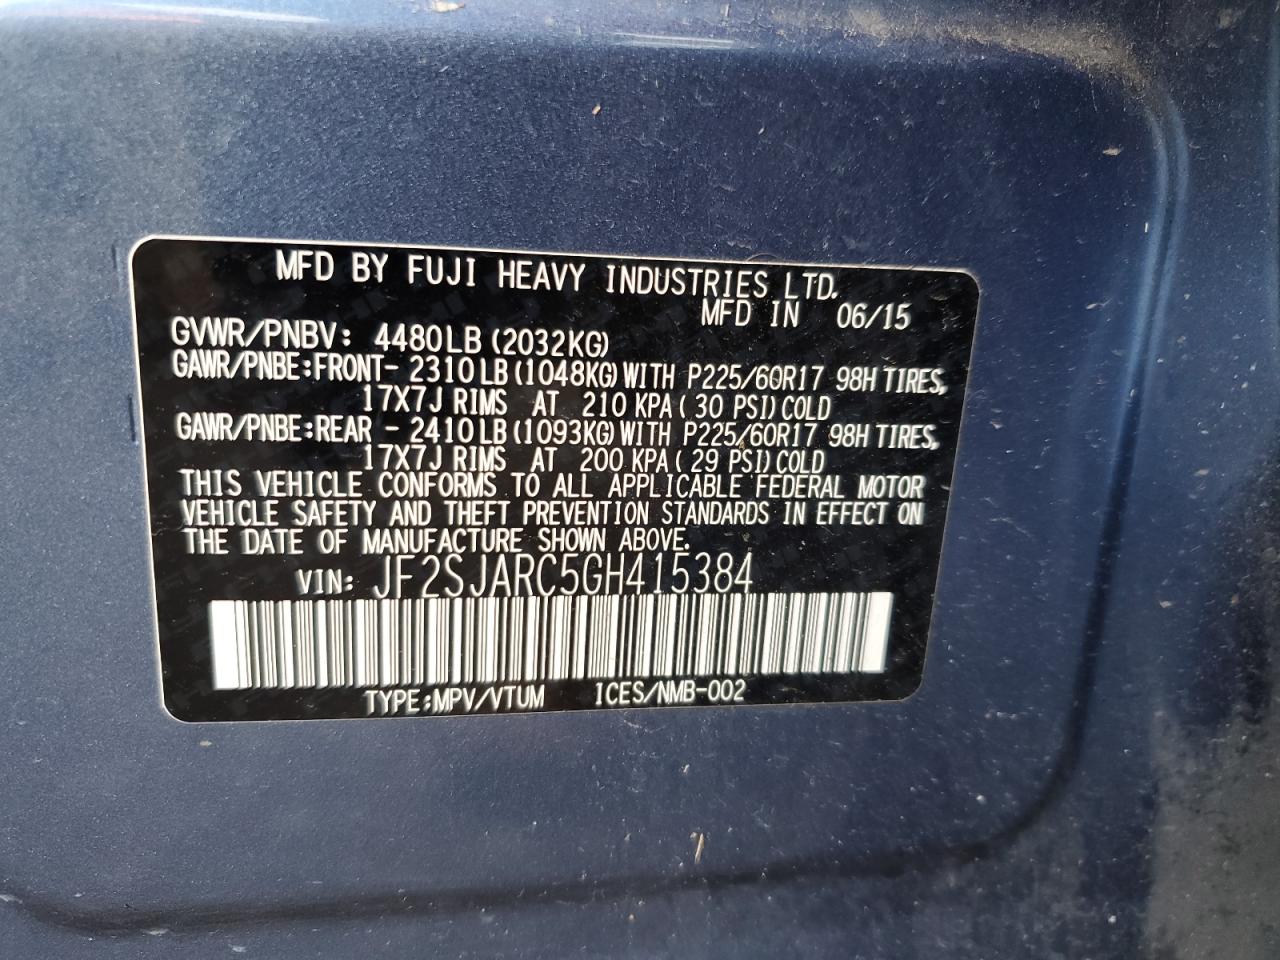 MFD BY FUJI HEAVY INDUSTRIES LTD.
MFD IN 06/15
GVWR/PNBV: 4480LB (2032KG)
GAWR/PNBE:FRONT- 2310LB (1048KG) WITH P225/60R17 98H TIRES,
17X7J RIMS AT 210 KPA ( 30 PSI) COLD
GAWR/PNBE:REAR - 2410LB (1093KG) WITH P225/60R17 98H TIRES,
17X7J RIMS AT 200 KPA ( 29 PSI) COLD
THIS VEHICLE CONFORMS TO ALL APPLICABLE FEDERAL MOTOR
VEHICLE SAFETY AND THEFT PREVENTION STANDARDS IN EFFECT ON
THE DATE OF MANUFACTURE SHOWN ABOVE.
VIN: JF2SJARC5GH415384
TYPE:MPV/VTUM ICES/NMB-002